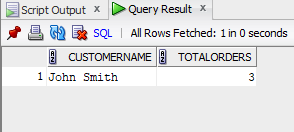 Script Output x Query Result x
SQL | All Rows Fetched: 1 in 0 seconds
CUSTOMERNAME TOTALORDERS
1 John Smith 3